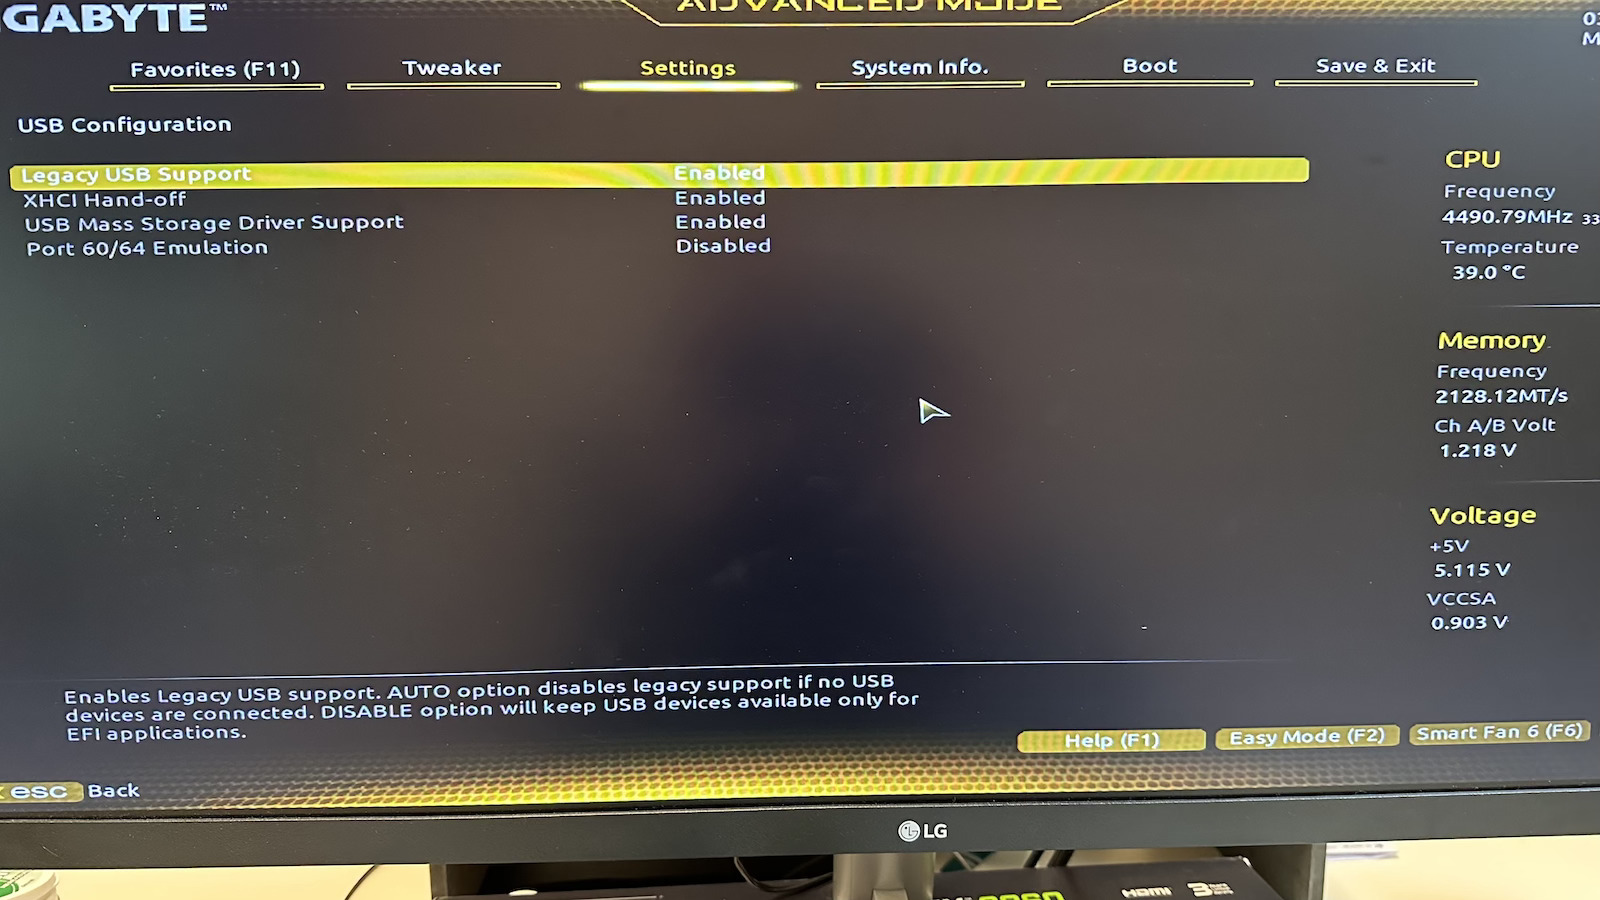 GABYTE™
ADVANCED MODE
Favorites (F11) Tweaker Settings System Info. Boot Save & Exit
USB Configuration
Legacy USB Support Enabled
XHCI Hand-off Enabled
USB Mass Storage Driver Support Enabled
Port 60/64 Emulation Disabled
CPU
Frequency
4490.79MHz 33
Temperature
39.0 °C
Memory
Frequency
2128.12MT/s
Ch A/B Volt
1.218 V
Voltage
+5V
5.115 V
VCCSA
0.903 V
Enables Legacy USB support. AUTO option disables legacy support if no USB
devices are connected. DISABLE option will keep USB devices available only for
EFI applications.
Help (F1) Easy Mode (F2) Smart Fan 6 (F6)
esc Back
LG
HDMI